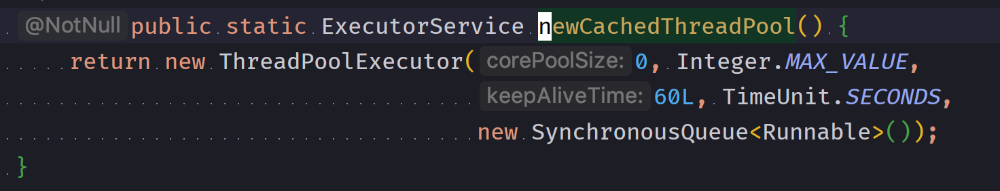 @NotNull public static ExecutorService newCachedThreadPool() {
return new ThreadPoolExecutor( corePoolSize: 0, Integer.MAX_VALUE,
keepAliveTime: 60L, TimeUnit.SECONDS,
new SynchronousQueue<Runnable>());
}